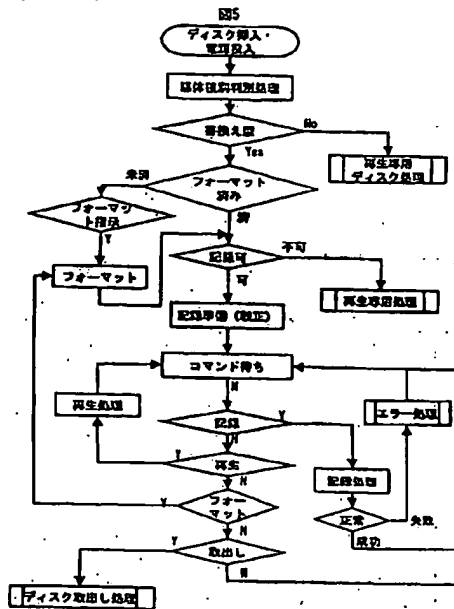 図5
ディスク挿入・
電源投入
媒体種類判別処理
書換え型
No
Yes
再生専用
ディスク処理
未済
フォーマット
済み
フォーマッ
ト指示
済
Y
フォーマット
記録可
不可
可
再生専用処理
記録準備(校正)
コマンド待ち
N
再生処理
エラー処理
記録
Y
N
再生
Y
N
記録処理
フォー
マット
Y
正常
失敗
N
成功
Y
取出し
N
ディスク取出し処理